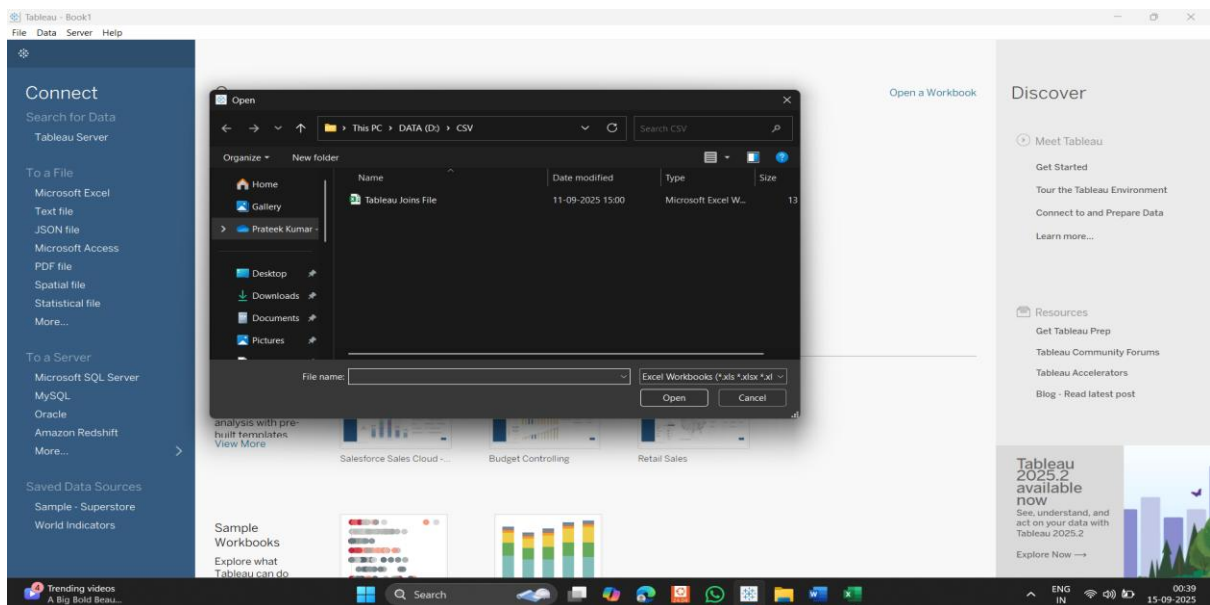 Tableau - Book1
File Data Server Help
Connect
Search for Data
Tableau Server
To a File
Microsoft Excel
Text file
JSON file
Microsoft Access
PDF file
Spatial file
Statistical file
More...
To a Server
Microsoft SQL Server
MySQL
Oracle
Amazon Redshift
More...
Saved Data Sources
Sample - Superstore
World Indicators
Open a Workbook
Open
This PC > DATA (D:) > CSV
Search CSV
Organize
New folder
Name
Date modified
Type
Size
Home
Gallery
Prateek Kumar -
Desktop
Downloads
Documents
Pictures
Tableau Joins File
11-09-2025 15:00
Microsoft Excel W...
13
File name:
Excel Workbooks (*.xls *.xlsx *.xl
Open
Cancel
analysis with pre-
built templates
View More
Salesforce Sales Cloud -...
Budget Controlling
Retail Sales
Sample
Workbooks
Explore what
Tableau can do
Discover
Meet Tableau
Get Started
Tour the Tableau Environment
Connect to and Prepare Data
Learn more...
Resources
Get Tableau Prep
Tableau Community Forums
Tableau Accelerators
Blog - Read latest post
Tableau
2025.2
available
now
See, understand, and
act on your data with
Tableau 2025.2
Explore Now →
4
Trending videos
A Big Bold Beau...
Search
ENG
IN
00:39
15-09-2025